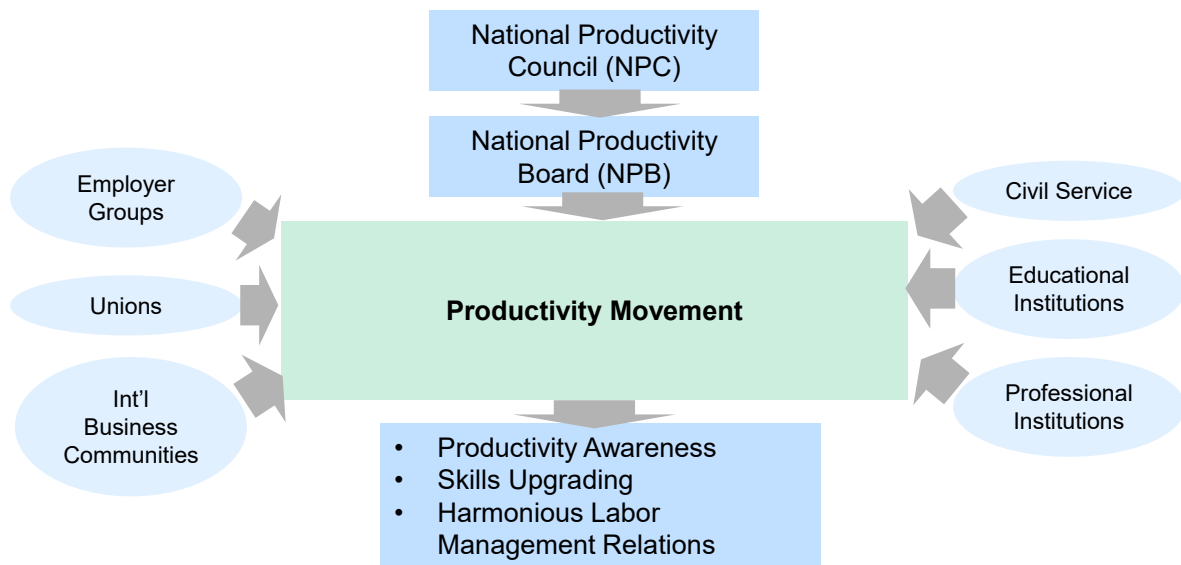 National Productivity
Council (NPC)
National Productivity
Board (NPB)
Employer
Groups
Unions
Int’l
Business
Communities
Productivity Movement
Civil Service
Educational
Institutions
Professional
Institutions
• Productivity Awareness
• Skills Upgrading
• Harmonious Labor
Management Relations